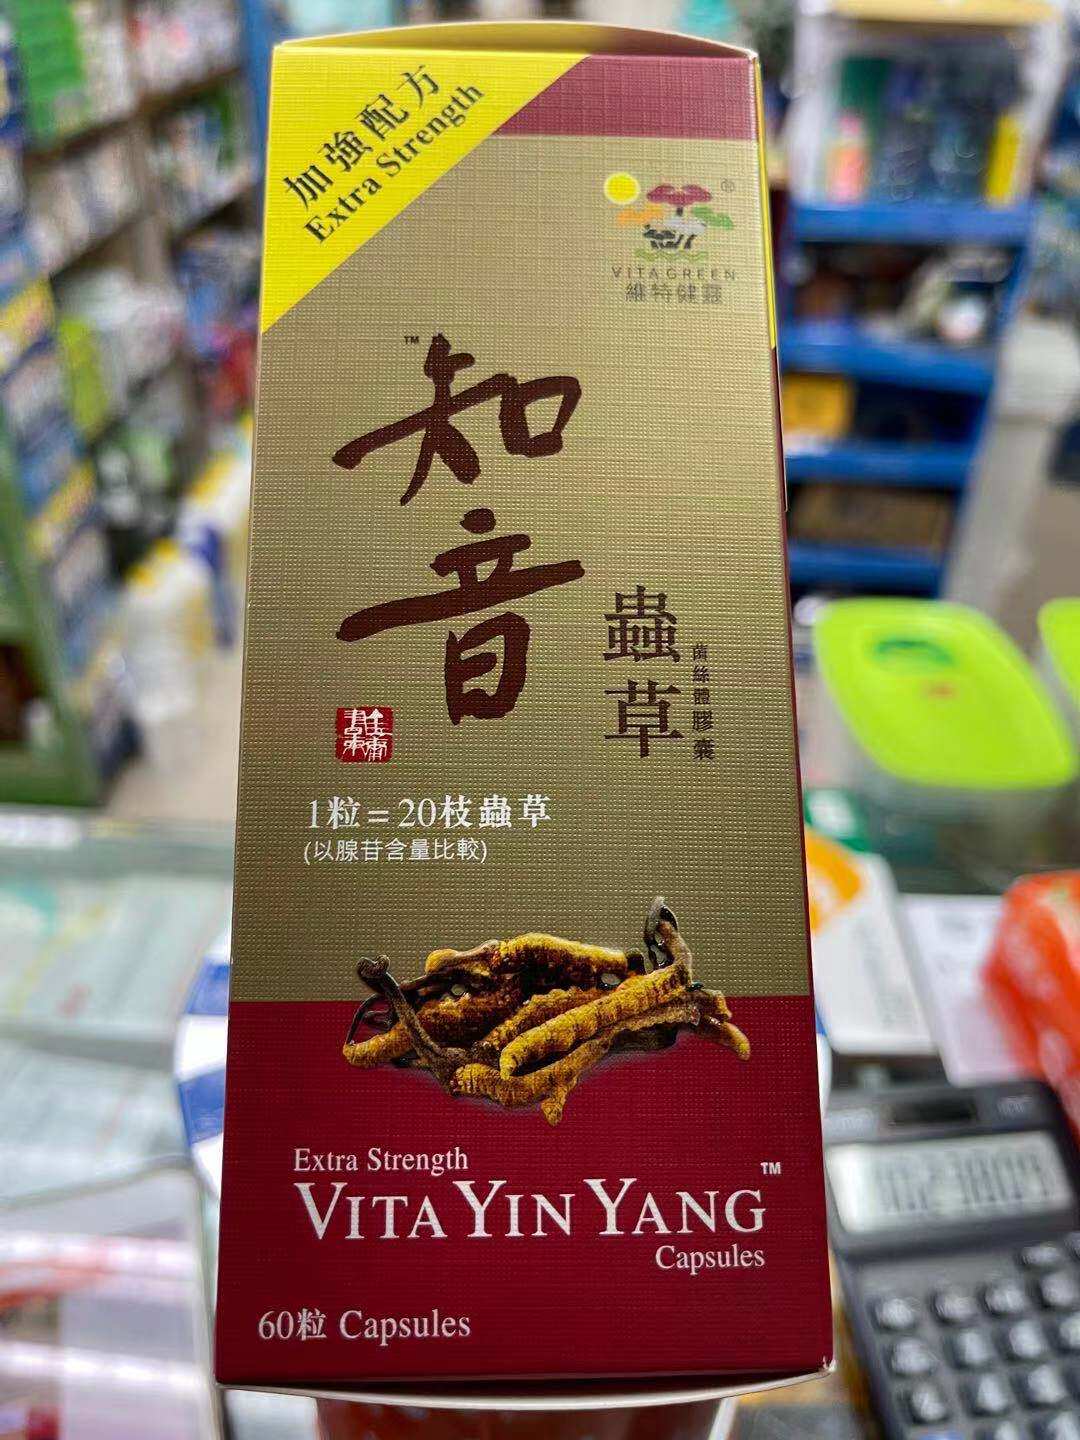 加強配方
Extra Strength
VITAGREEN
維特健靈
知音
蟲草
菌絲體膠囊
1粒=20枝蟲草
(以腺苷含量比較)
Extra Strength
VITA YIN YANG™
Capsules
60粒 Capsules